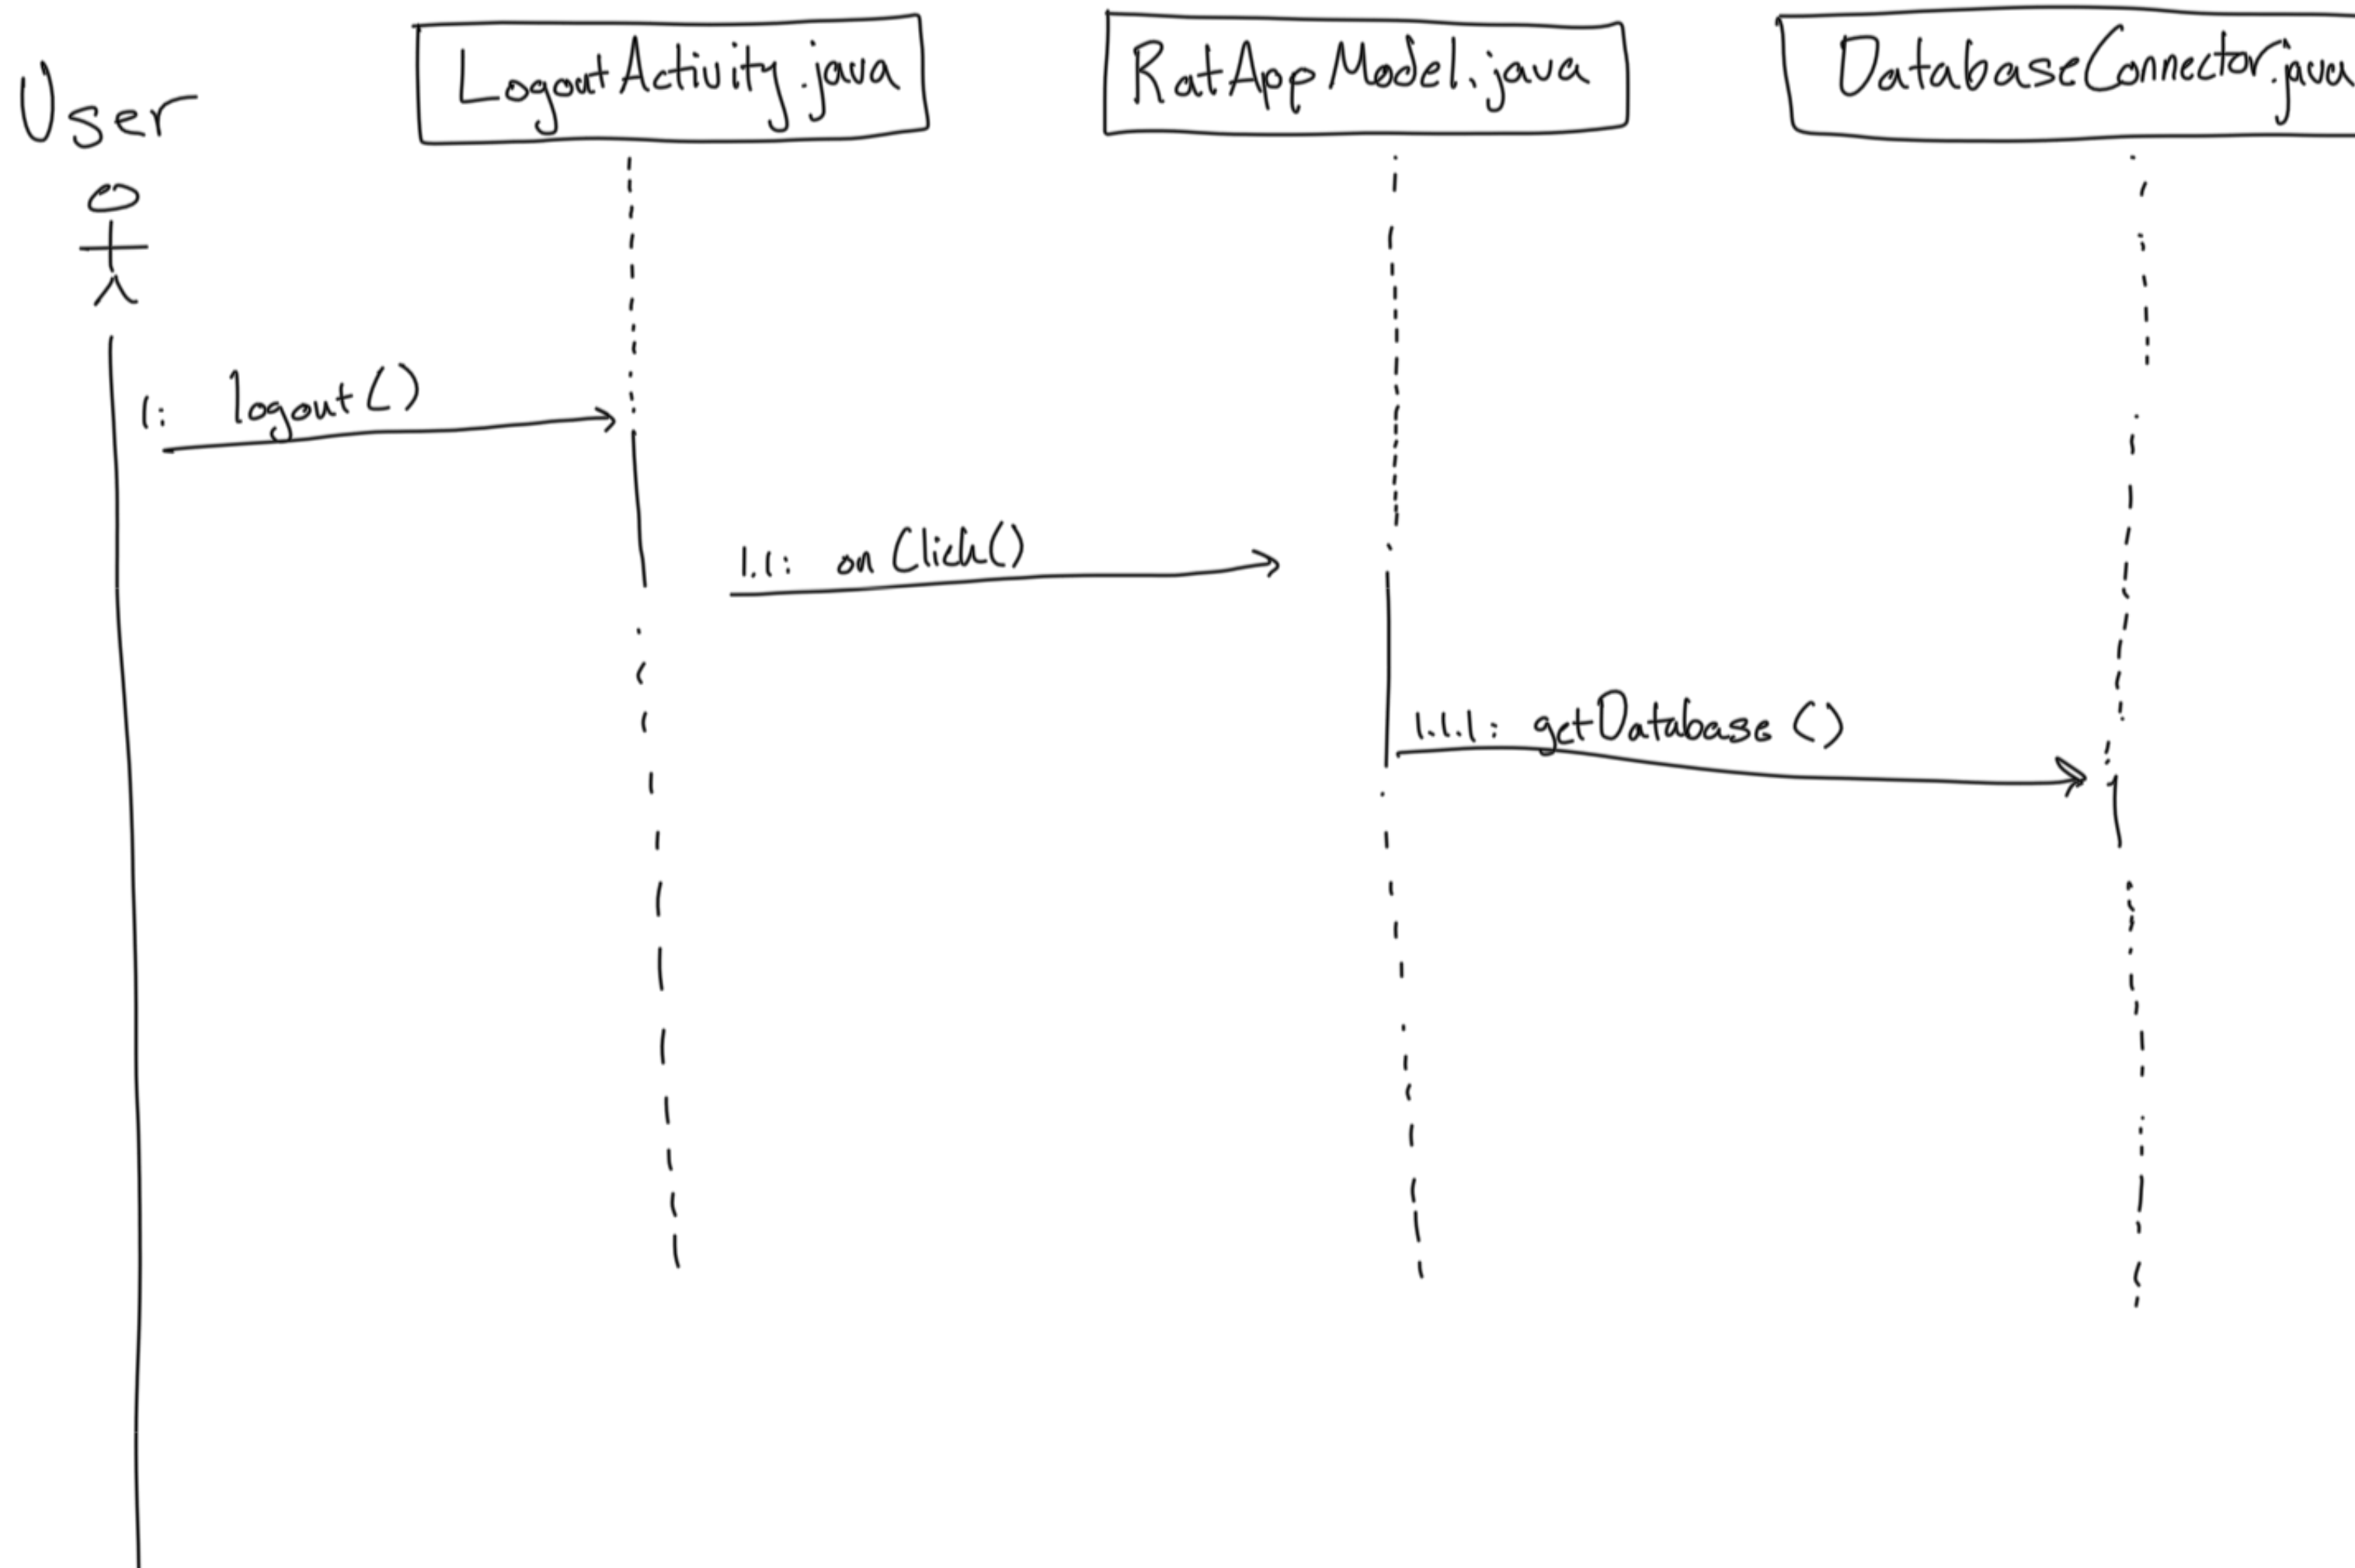 User
LogoutActivity.java
RatAppModel.java
DatabaseConnector.java
1: logout()
1.1: onClick()
1.1.1: getDatabase()